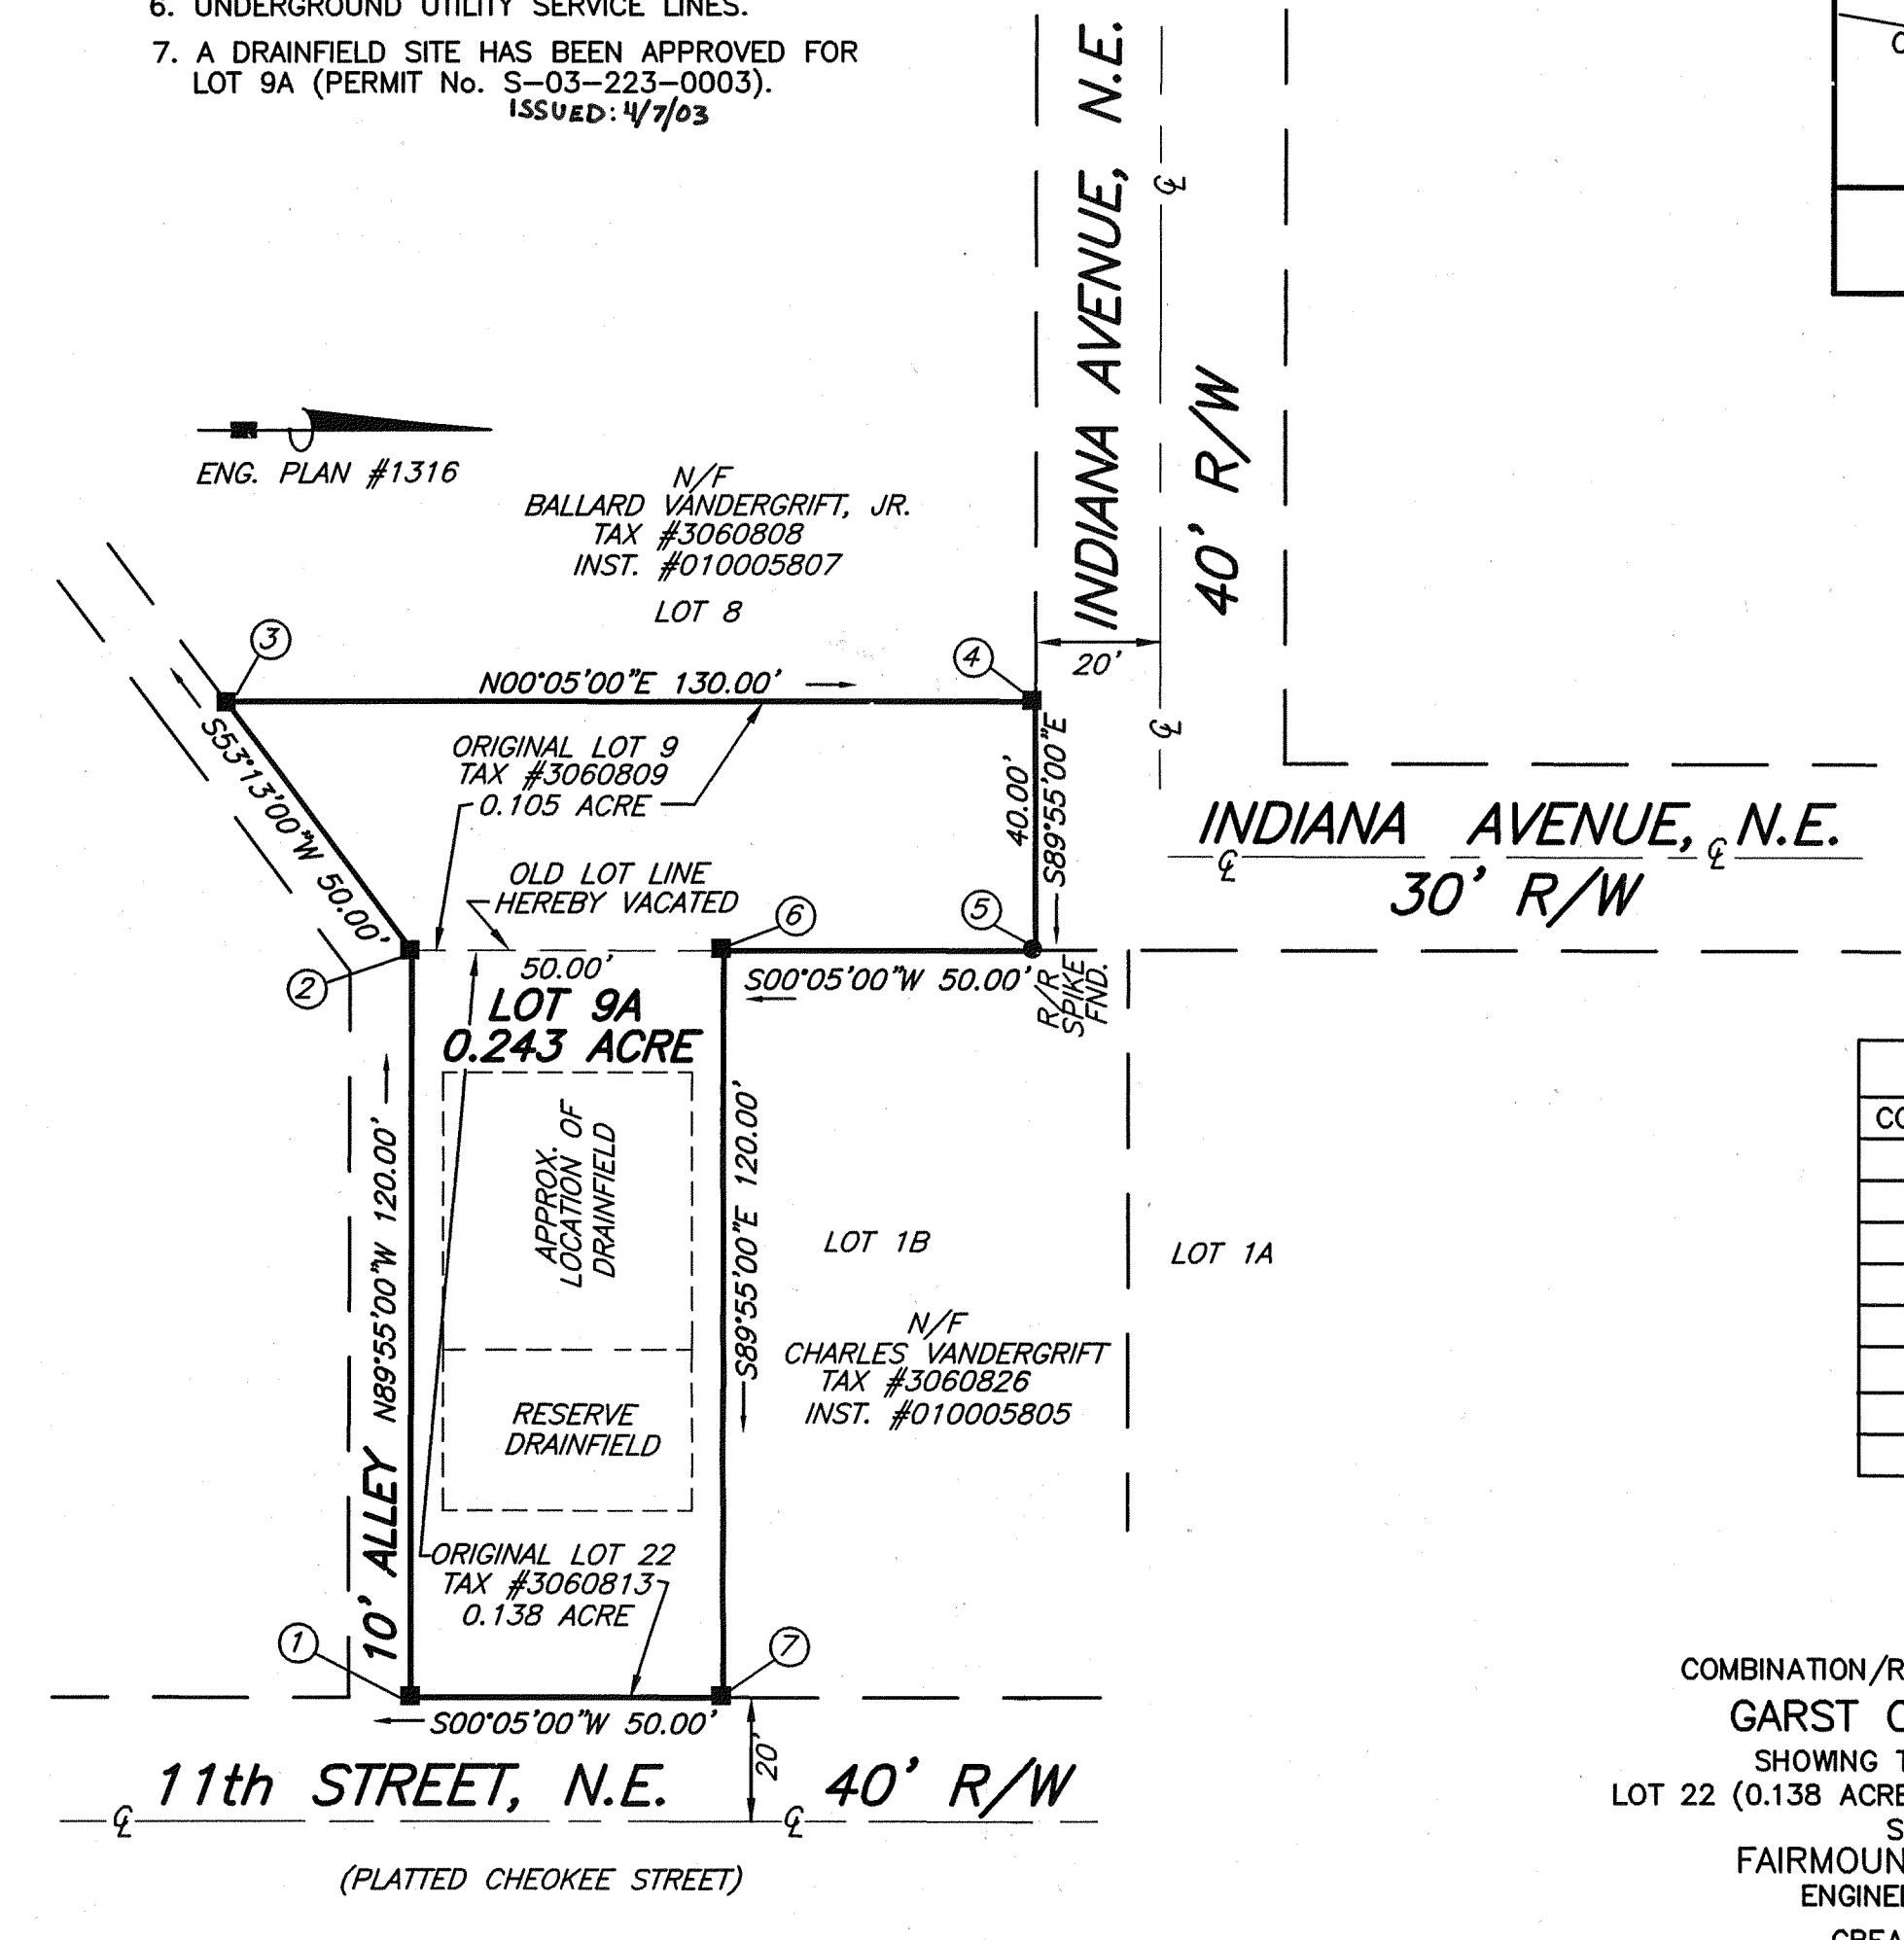 6. UNDERGROUND UTILITY SERVICE LINES.
7. A DRAINFIELD SITE HAS BEEN APPROVED FOR
LOT 9A (PERMIT No. S-03-223-0003).
ISSUED: 4/7/03
INDIANA AVENUE, N.E.
40' R/W
ENG. PLAN #1316
N/F
BALLARD VANDERGRIFT, JR.
TAX #3060808
INST. #010005807
LOT 8
3
4
20'
N00°05'00"E 130.00'
S53°13'00"W 50.00'
ORIGINAL LOT 9
TAX #3060809
0.105 ACRE
40.00'
S89°55'00"E
INDIANA AVENUE, N.E.
30' R/W
OLD LOT LINE
HEREBY VACATED
6
5
2
50.00'
S00°05'00"W 50.00'
R/R
SPIKE
FND.
LOT 9A
0.243 ACRE
APPROX.
LOCATION OF
DRAINFIELD
S89°55'00"E 120.00'
10' ALLEY N89°55'00"W 120.00'
LOT 1B
LOT 1A
N/F
CHARLES VANDERGRIFT
TAX #3060826
INST. #010005805
RESERVE
DRAINFIELD
ORIGINAL LOT 22
TAX #3060813
0.138 ACRE
1
7
S00°05'00"W 50.00'
20'
11th STREET, N.E. 40' R/W
(PLATTED CHEOKEE STREET)
COMBINATION/R
GARST C
SHOWING T
LOT 22 (0.138 ACRE
S
FAIRMOUN
ENGINEE